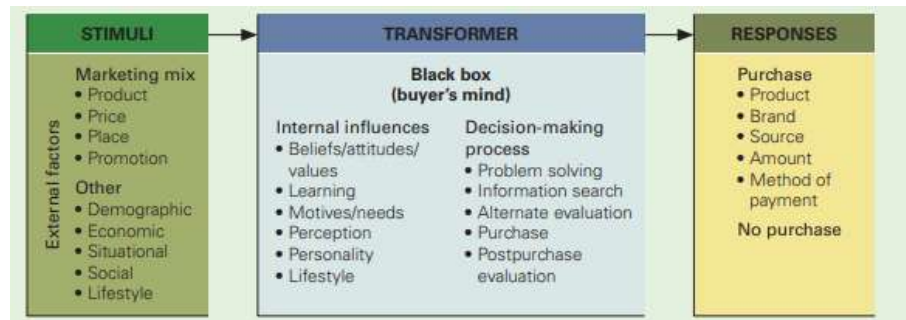 STIMULI
External factors
Marketing mix
• Product
• Price
• Place
• Promotion
Other
• Demographic
• Economic
• Situational
• Social
• Lifestyle
TRANSFORMER
Black box
(buyer's mind)
Internal influences
• Beliefs/attitudes/
values
• Learning
• Motives/needs
• Perception
• Personality
• Lifestyle
Decision-making
process
• Problem solving
• Information search
• Alternate evaluation
• Purchase
• Postpurchase
evaluation
RESPONSES
Purchase
• Product
• Brand
• Source
• Amount
• Method of
payment
No purchase